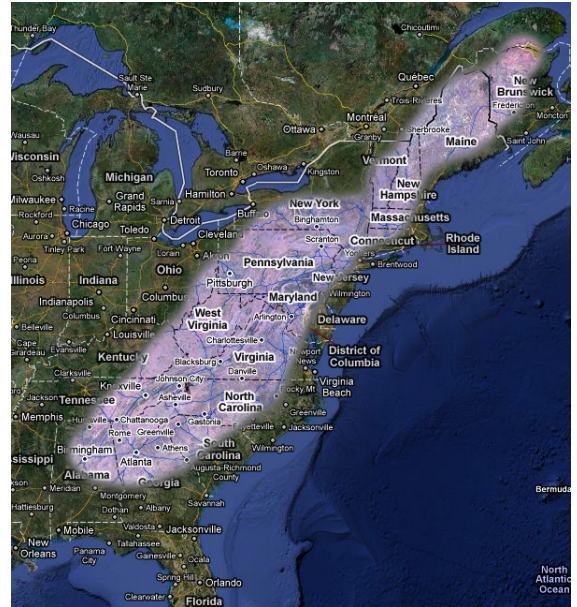 Chicoutimi
Thunder Bay
Sault Ste
Marie
Sudbury
Québec
New
Brunswick
Trois-Rivières
Fredericton
Moncton
Ottawa
Montréal
Granby
Sherbrooke
Maine
Saint John
Wausau
Wisconsin
Oshkosh
Barrie
Oshawa
Kingston
Toronto
Vermont
Michigan
Grand
Rapids
Sarnia
Hamilton
New
Hampshire
Milwaukee
Racine
Rockford
Detroit
Buff
New York
Binghamton
Massachusetts
Chicago
Aurora
Toledo
Cleveland
Lorain
Scranton
Connecticut
Rhode
Island
Tinley Park
Fort Wayne
Yonkers
Brentwood
Peoria
Ohio
Pennsylvania
New Jersey
Illinois
Indiana
Pittsburgh
Columbus
Maryland
Wilmington
Indianapolis
West
Virginia
Arlington
Delaware
Cincinnati
Belleville
Louisville
Charlottesville
District of
Columbia
Cape
Girardeau
Evansville
Kentucky
Virginia
Newport
News
Blacksburg
Clarksville
Johnson City
Danville
Virginia
Beach
Knoxville
Rocky Mt
Jackson
Tennessee
Asheville
North
Carolina
Greenville
Memphis
Chattanooga
Gastonia
Jacksonville
Rome
Greenville
South
Carolina
Wilmington
Birmingham
Athens
Atlanta
Augusta-Richmond
County
Alabama
Georgia
Meridian
Montgomery
Savannah
Bermuda
Hattiesburg
Albany
Dothan
Mobile
Valdosta
Jacksonville
New
Orleans
Tallahassee
Panama
City
Gainesville
Ocala
Spring Hill
Orlando
North
Atlantic
Ocean
Clearwater
Florida